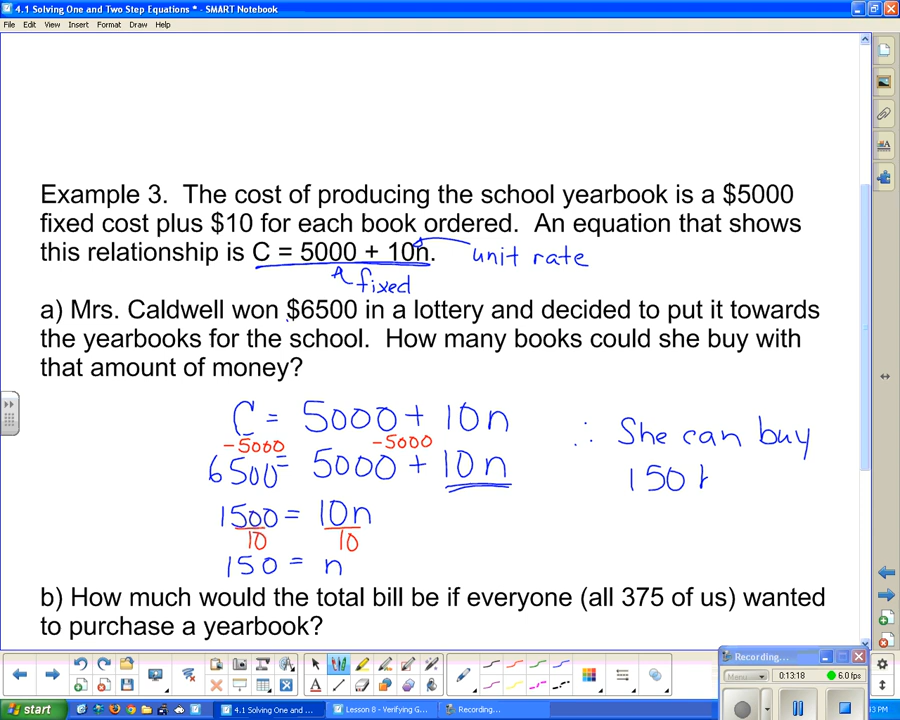 4.1 Solving One and Two Step Equations * - SMART Notebook
File Edit View Insert Format Draw Help
Example 3. The cost of producing the school yearbook is a $5000
fixed cost plus $10 for each book ordered. An equation that shows
this relationship is C = 5000 + 10n.
unit rate
fixed
a) Mrs. Caldwell won $6500 in a lottery and decided to put it towards
the yearbooks for the school. How many books could she buy with
that amount of money?
C = 5000 + 10n
-5000 -5000
6500 = 5000 + 10n
1500 = 10n
10 10
150 = n
∴ She can buy
150
b) How much would the total bill be if everyone (all 375 of us) wanted
to purchase a yearbook?
Recording...
Menu
0:13:18 6.0 fps
start
4.1 Solving One and ...
Lesson 8 - Verifying G...
Recording...
3 PM